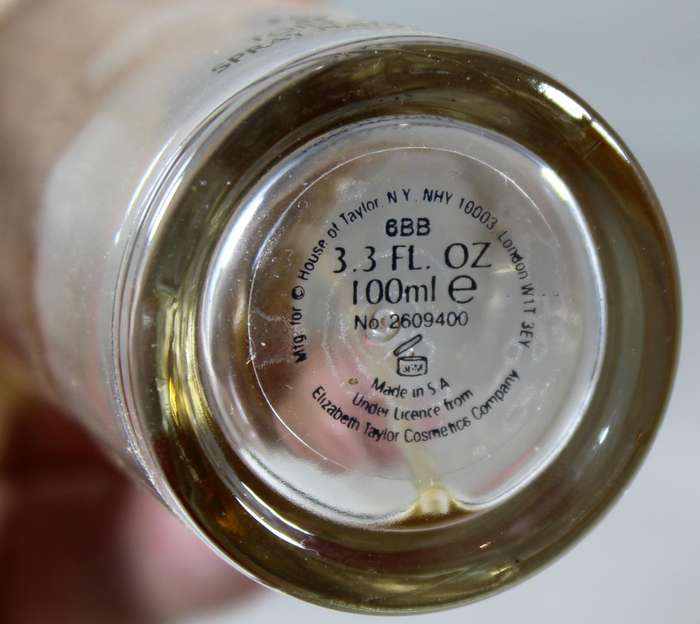 SPRAY
Mfg. for © House of Taylor, N.Y. NHY 10003 London W1T 3EY
6BB
3.3 FL. OZ
100ml e
No 2609400
Made in S.A
Under Licence from
Elizabeth Taylor Cosmetics Company